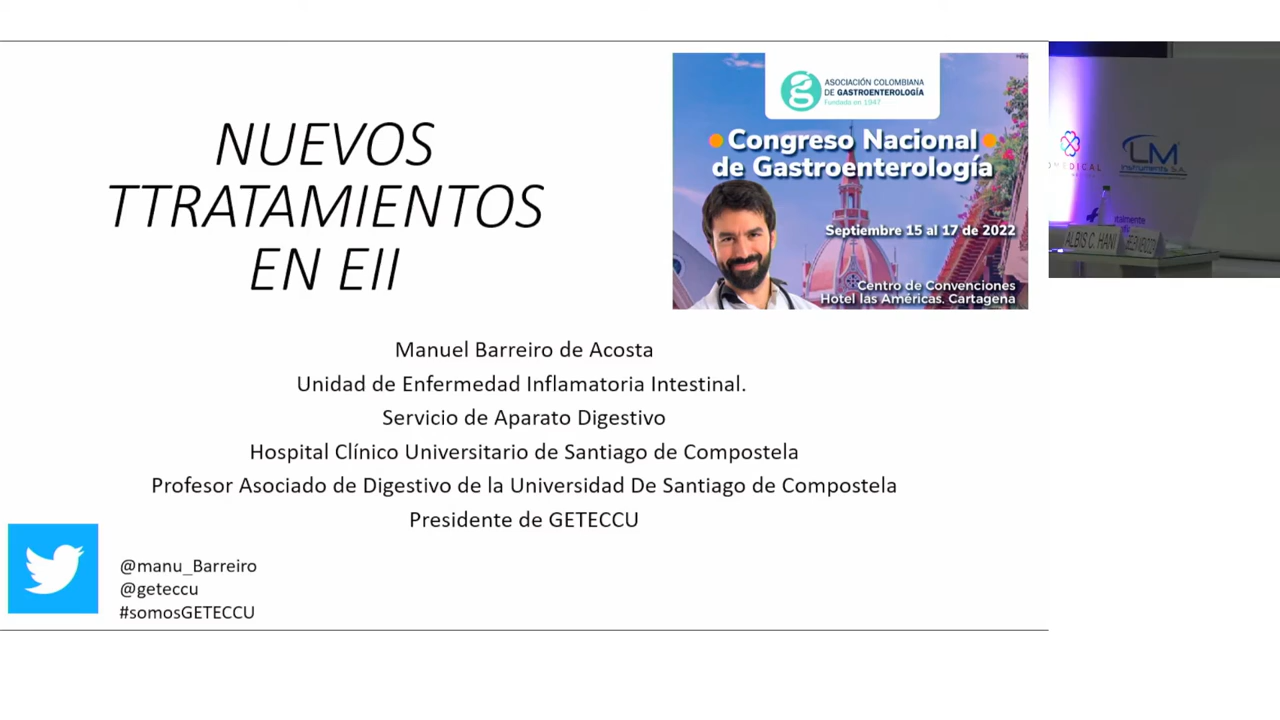 NUEVOS
TTRATAMIENTOS
EN EII
ASOCIACIÓN COLOMBIANA
DE GASTROENTEROLOGÍA
Fundada en 1947
Congreso Nacional
de Gastroenterología
Septiembre 15 al 17 de 2022
Centro de Convenciones
Hotel las Américas. Cartagena
Manuel Barreiro de Acosta
Unidad de Enfermedad Inflamatoria Intestinal.
Servicio de Aparato Digestivo
Hospital Clínico Universitario de Santiago de Compostela
Profesor Asociado de Digestivo de la Universidad De Santiago de Compostela
Presidente de GETECCU
@manu_Barreiro
@geteccu
#somosGETECCU
LM
Instruments S.A.
ALBIS C. HANI